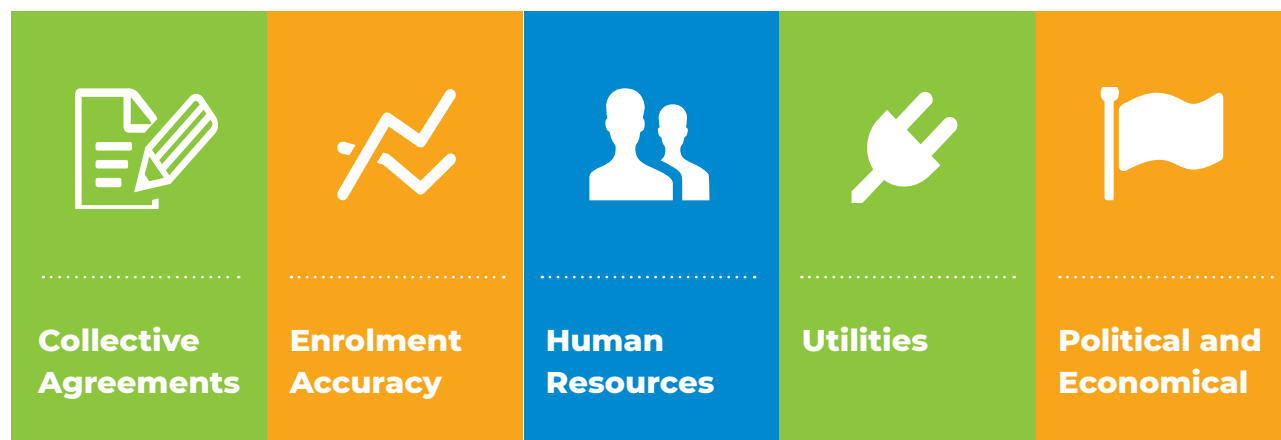 Collective
Agreements
Enrolment
Accuracy
Human
Resources
Utilities
Political and
Economical